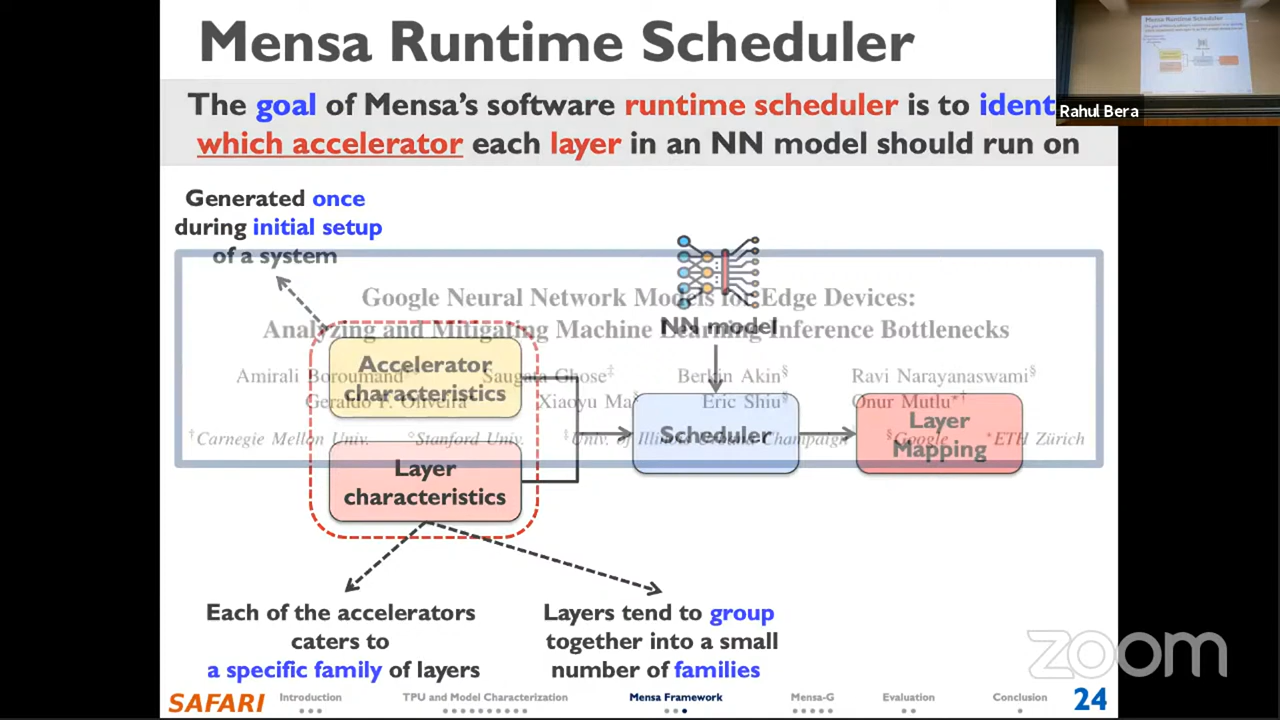 Mensa Runtime Scheduler
The goal of Mensa's software runtime scheduler is to ident
which accelerator each layer in an NN model should run on
Rahul Bera
Generated once
during initial setup
of a system
Google Neural Network Models for Edge Devices:
Analyzing and Mitigating Machine Learning Inference Bottlenecks
NN model
Amirali Boroumand Saugata Ghose‡ Berkin Akin§ Ravi Narayanaswami§
Geraldo F. Oliveira* Xiaoyu Ma§ Eric Shiu§ Onur Mutlu*†
†Carnegie Mellon Univ. °Stanford Univ. ‡Univ. of Illinois Urbana-Champaign §Google *ETH Zürich
Accelerator
characteristics
Layer
characteristics
Scheduler
Layer
Mapping
Each of the accelerators
caters to
a specific family of layers
Layers tend to group
together into a small
number of families
zoom
SAFARI Introduction TPU and Model Characterization Mensa Framework Mensa-G Evaluation Conclusion 24